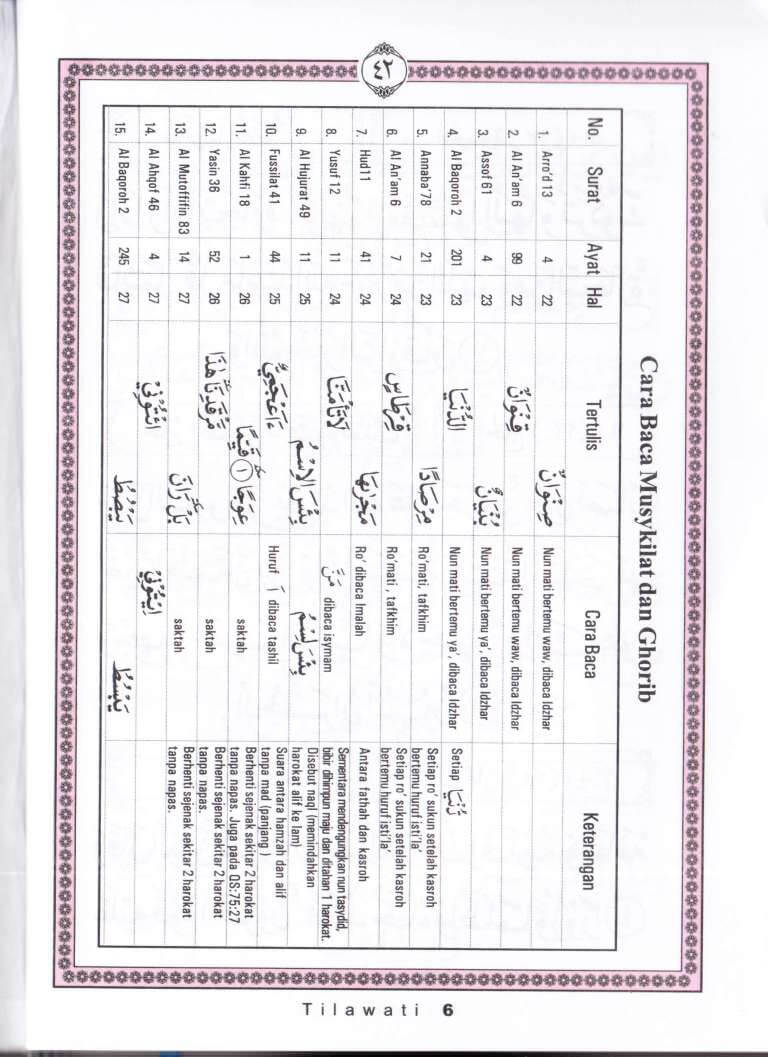 ٤٢
Cara Baca Musykilat dan Ghorib
No. Surat Ayat Hal Tertulis Cara Baca Keterangan
1. Arro'd 13 4 22 صِنْوَانٌ Nun mati bertemu waw, dibaca Idzhar
2. Al An'am 6 99 22 قِنْوَانٌ Nun mati bertemu waw, dibaca Idzhar
3. Assof 61 4 23 بُنْيَانٌ Nun mati bertemu ya', dibaca Idzhar
4. Al Baqoroh 2 201 23 الدُّنْيَا Nun mati bertemu ya', dibaca Idzhar Setiap دُنْيَا
5. Annaba'78 21 23 مِرْصَادًا Ro'mati, tafkhim Setiap ro' sukun setelah kasroh
bertemu huruf isti'la'
6. Al An'am 6 7 24 قِرْطَاسٍ Ro'mati , tafkhim Setiap ro' sukun setelah kasroh
bertemu huruf isti'la'
7. Hud11 41 24 مَجْرٰىهَا Ro' dibaca Imalah Antara fathah dan kasroh
8. Yusuf 12 11 24 لَاتَأْمَنَّا مَنَّ dibaca isymam Sementara mendengungkan nun tasydid,
bibir dihimpun maju dan ditahan 1 harokat.
9. Al Hujurat 49 11 25 بِئْسَ الْاِسْمُ بِئْسَ لِسْمُ Disebut naql (memindahkan
harokat alif ke lam)
10. Fussilat 41 44 25 ءَاَعْجَمِيٌّ Huruf أ dibaca tashil Suara antara hamzah dan alif
tanpa mad (panjang )
11. Al Kahfi 18 1 26 عِوَجًا ۜ ١ قَيِّمًا saktah Berhenti sejenak sekitar 2 harokat
tanpa napas. Juga pada QS:75:27
12. Yasin 36 52 26 مَرْقَدِنَا ۜ هٰذَا saktah Berhenti sejenak sekitar 2 harokat
tanpa napas.
13. Al Mutoffifin 83 14 27 بَلْ ۜ رَانَ saktah Berhenti sejenak sekitar 2 harokat
tanpa napas.
14. Al Ahqof 46 4 27 ائْتُوْنِيْ اِيْتُوْنِيْ
15. Al Baqoroh 2 245 27 يَبْصُۣطُ يَبْسُطُ
Tilawati 6